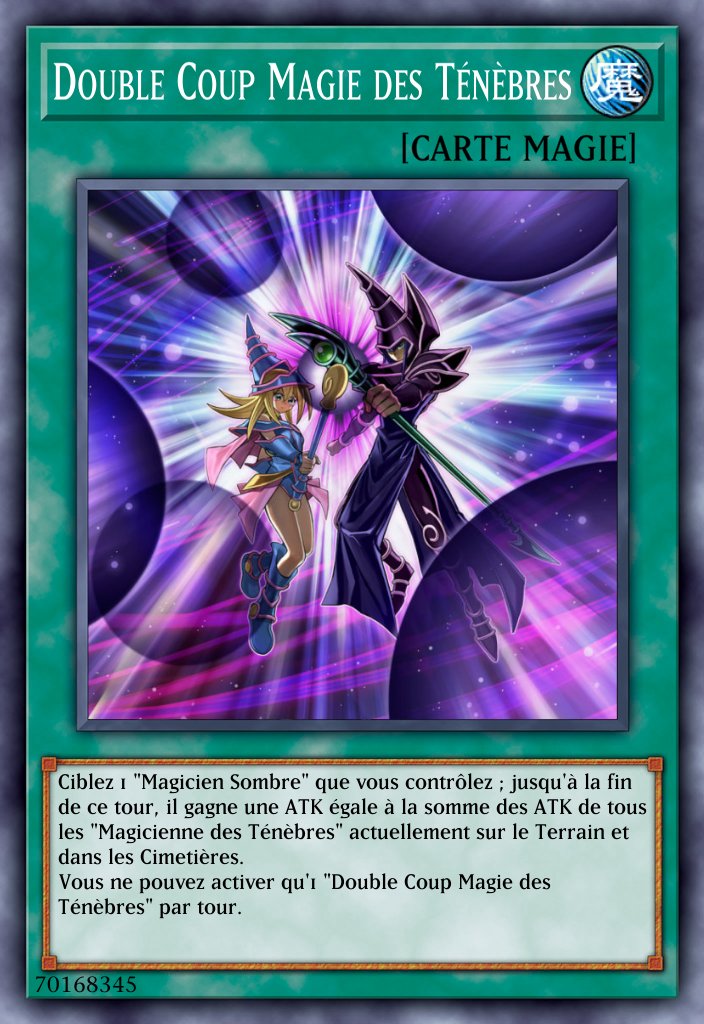 Double Coup Magie des Ténèbres 魔
[CARTE MAGIE]
Ciblez 1 "Magicien Sombre" que vous contrôlez ; jusqu'à la fin
de ce tour, il gagne une ATK égale à la somme des ATK de tous
les "Magicienne des Ténèbres" actuellement sur le Terrain et
dans les Cimetières.
Vous ne pouvez activer qu'1 "Double Coup Magie des
Ténèbres" par tour.
70168345